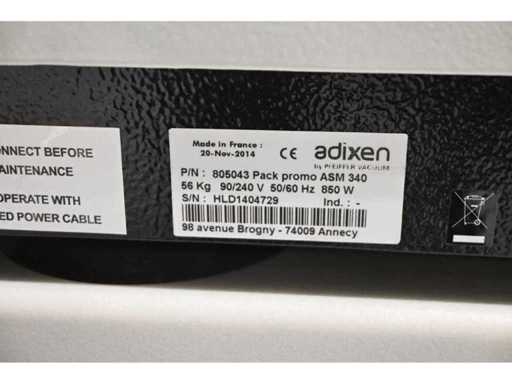 ONNECT BEFORE
AINTENANCE
OPERATE WITH
ED POWER CABLE
Made in France :
20-Nov-2014
CE adixen
by PFEIFFER VACUUM
P/N : 805043 Pack promo ASM 340
56 Kg 90/240 V 50/60 Hz 850 W
S/N : HLD1404729 Ind. : -
98 avenue Brogny - 74009 Annecy